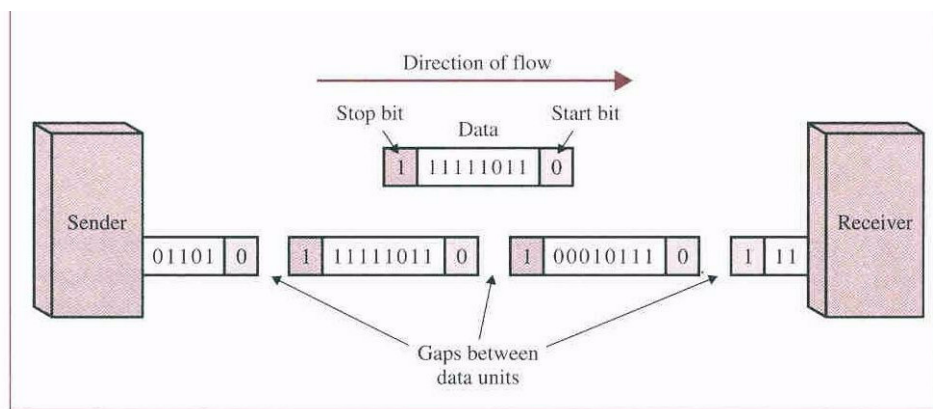 Direction of flow
Stop bit
Data
Start bit
1 11111011 0
Sender
Receiver
01101 0
1 11111011 0
1 00010111 0
1 11
Gaps between
data units